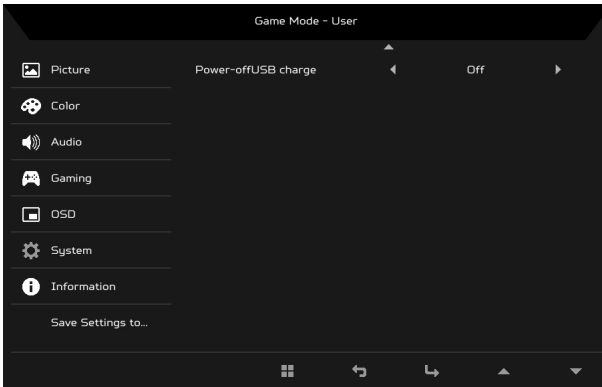 Game Mode - User
Picture
Power-offUSB charge Off
Color
Audio
Gaming
OSD
System
Information
Save Settings to...